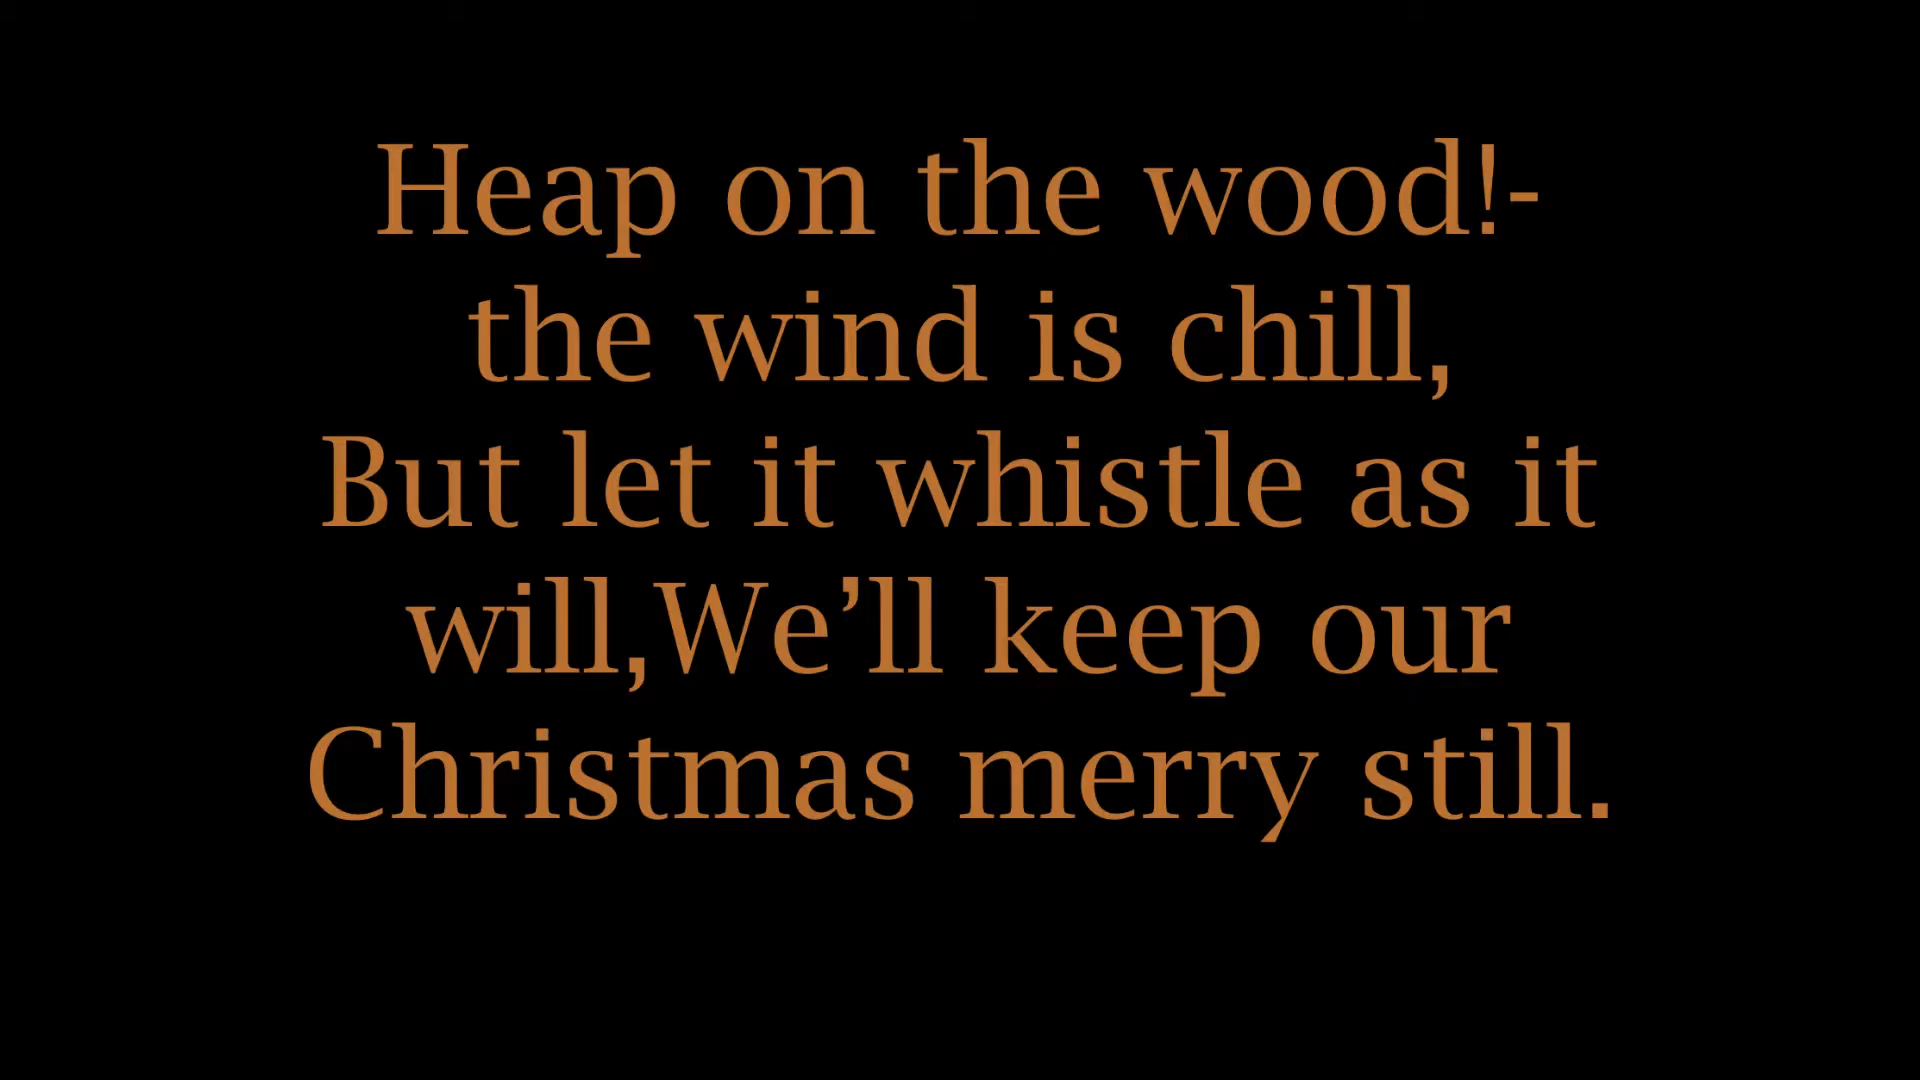 Heap on the wood!-
the wind is chill,
But let it whistle as it
will,We’ll keep our
Christmas merry still.